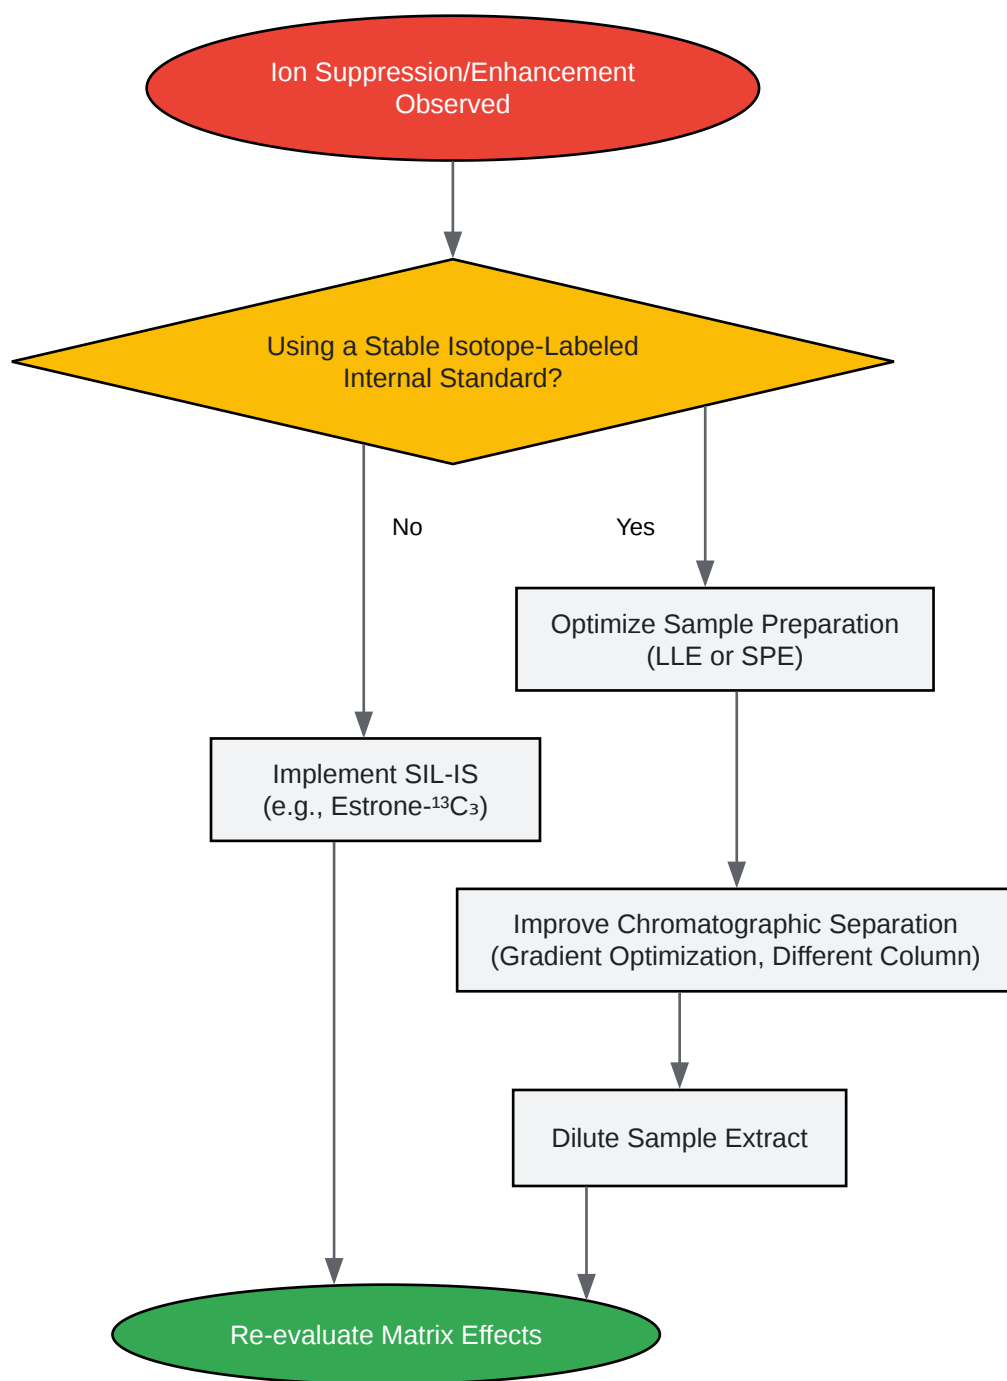 Ion Suppression/Enhancement
Observed
Using a Stable Isotope-Labeled
Internal Standard?
No
Yes
Optimize Sample Preparation
(LLE or SPE)
Implement SIL-IS
(e.g., Estrone-¹³C₃)
Improve Chromatographic Separation
(Gradient Optimization, Different Column)
Dilute Sample Extract
Re-evaluate Matrix Effects